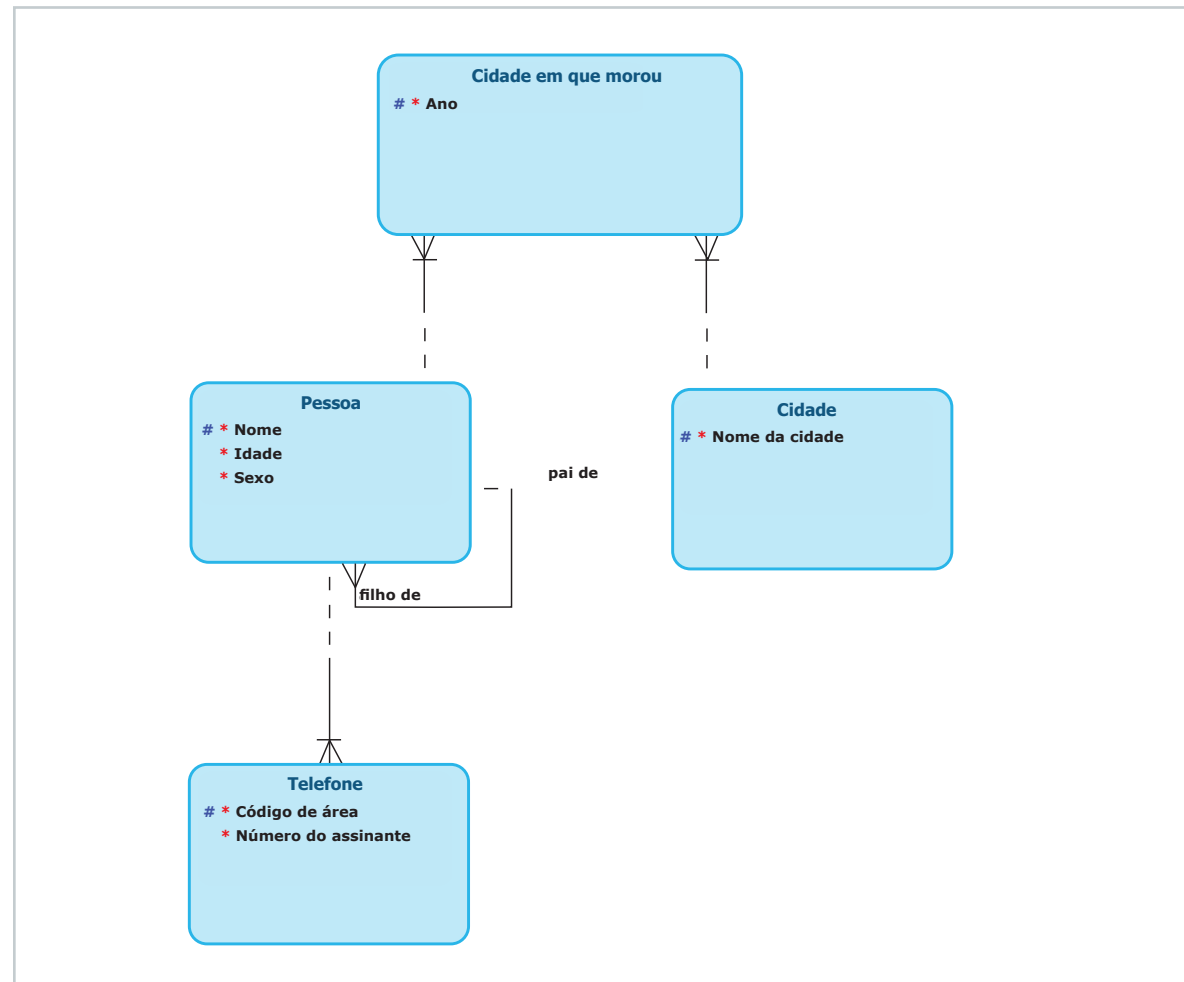 Cidade em que morou
# * Ano
Pessoa
# * Nome
* Idade
* Sexo
Cidade
# * Nome da cidade
pai de
filho de
Telefone
# * Código de área
* Número do assinante